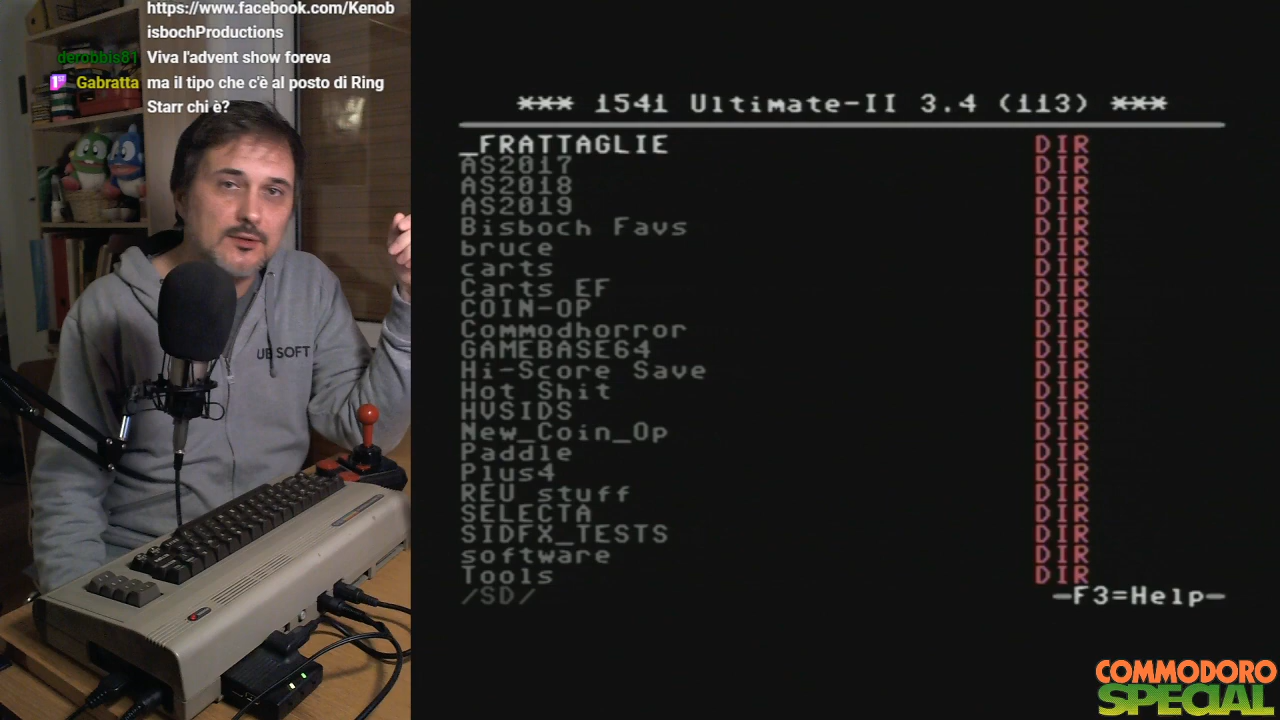 https://www.facebook.com/Kenob
isbochProductions
derobbis81 Viva l'advent show foreva
Gabratta ma il tipo che c'è al posto di Ring
Starr chi è?
UBISOFT
*** 1541 Ultimate-II 3.4 (113) ***
_FRATTAGLIE DIR
AS2017 DIR
AS2018 DIR
AS2019 DIR
Bisboch Favs DIR
bruce DIR
carts DIR
Carts EF DIR
COIN-OP DIR
Commodhorror DIR
GAMEBASE64 DIR
Hi-Score Save DIR
Hot Shit DIR
HVSIDS DIR
New_Coin_Op DIR
Paddle DIR
Plus4 DIR
REU stuff DIR
SELECTA DIR
SIDFX_TESTS DIR
software DIR
Tools DIR
/SD/ —F3=Help—
COMMODORO
SPECIAL